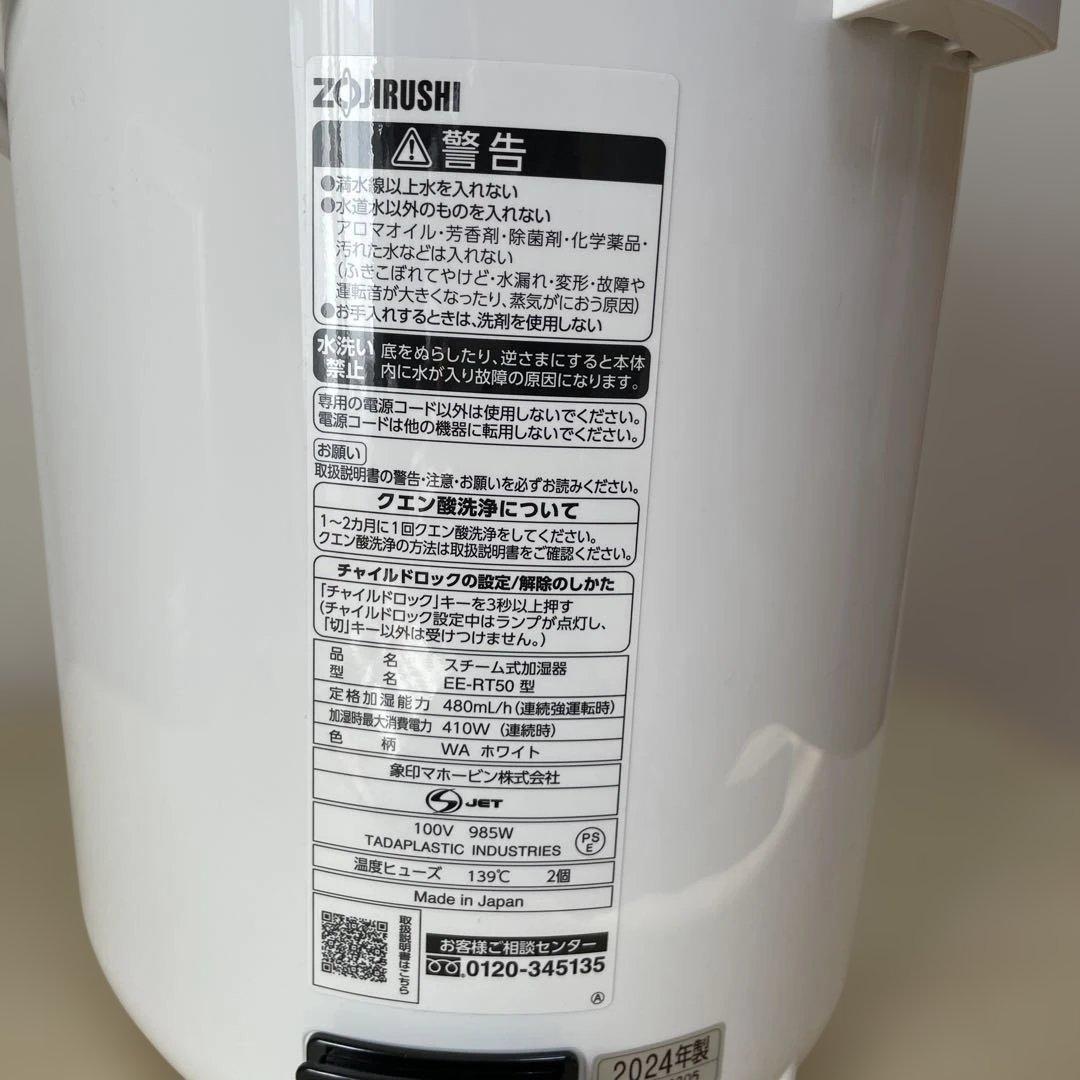 ZOJIRUSHI
警告
●満水線以上水を入れない
●水道水以外のものを入れない
アロマオイル・芳香剤・除菌剤・化学薬品・
汚れた水などは入れない
(ふきこぼれてやけど・水漏れ・変形・故障や
運転音が大きくなったり、蒸気がにおう原因)
●お手入れするときは、洗剤を使用しない
水洗い禁止
底をぬらしたり、逆さまにすると本体
内に水が入り故障の原因になります。
専用の電源コード以外は使用しないでください。
電源コードは他の機器に転用しないでください。
お願い
取扱説明書の警告・注意・お願いを必ずお読みください。
クエン酸洗浄について
1〜2カ月に1回クエン酸洗浄をしてください。
クエン酸洗浄の方法は取扱説明書をご確認ください。
チャイルドロックの設定/解除のしかた
「チャイルドロック」キーを3秒以上押す
(チャイルドロック設定中はランプが点灯し、
「切」キー以外は受けつけません。)
品名 スチーム式加湿器
型名 EE-RT50 型
定格加湿能力 480mL/h(連続強運転時)
加湿時最大消費電力 410W (連続時)
色柄 WA ホワイト
象印マホービン株式会社
S JET
100V 985W
TADAPLASTIC INDUSTRIES
PS
E
温度ヒューズ 139℃ 2個
Made in Japan
取扱説明書はこちら
お客様ご相談センター
0120-345135
A
2024年製